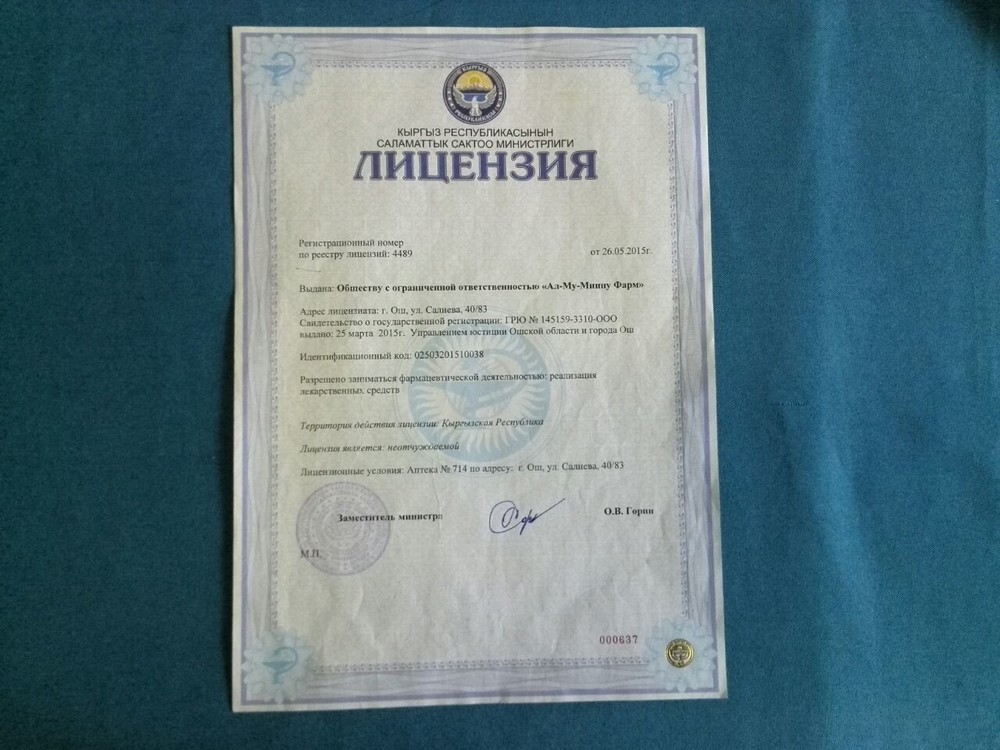 КЫРГЫЗ РЕСПУБЛИКАСЫНЫН
САЛАМАТТЫК САКТОО МИНИСТРЛИГИ
ЛИЦЕНЗИЯ
Регистрационный номер
по реестру лицензий: 4489 от 26.05.2015г.
Выдана: Обществу с ограниченной ответственностью «Ал-Му-Мипну Фарм»
Адрес лицензиата: г. Ош, ул. Салиева, 40/83
Свидетельство о государственной регистрации: ГРЮ № 145159-3310-ООО
выдано: 25 марта 2015г. Управлением юстиции Ошской области и города Ош
Идентификационный код: 02503201510038
Разрешено заниматься фармацевтической деятельностью: реализация
лекарственных средств
Территория действия лицензии: Кыргызская Республика
Лицензия является: неотчуждаемой
Лицензионные условия: Аптека № 714 по адресу: г. Ош, ул. Салиева, 40/83
Заместитель министра О.В. Горин
М.П.
000637